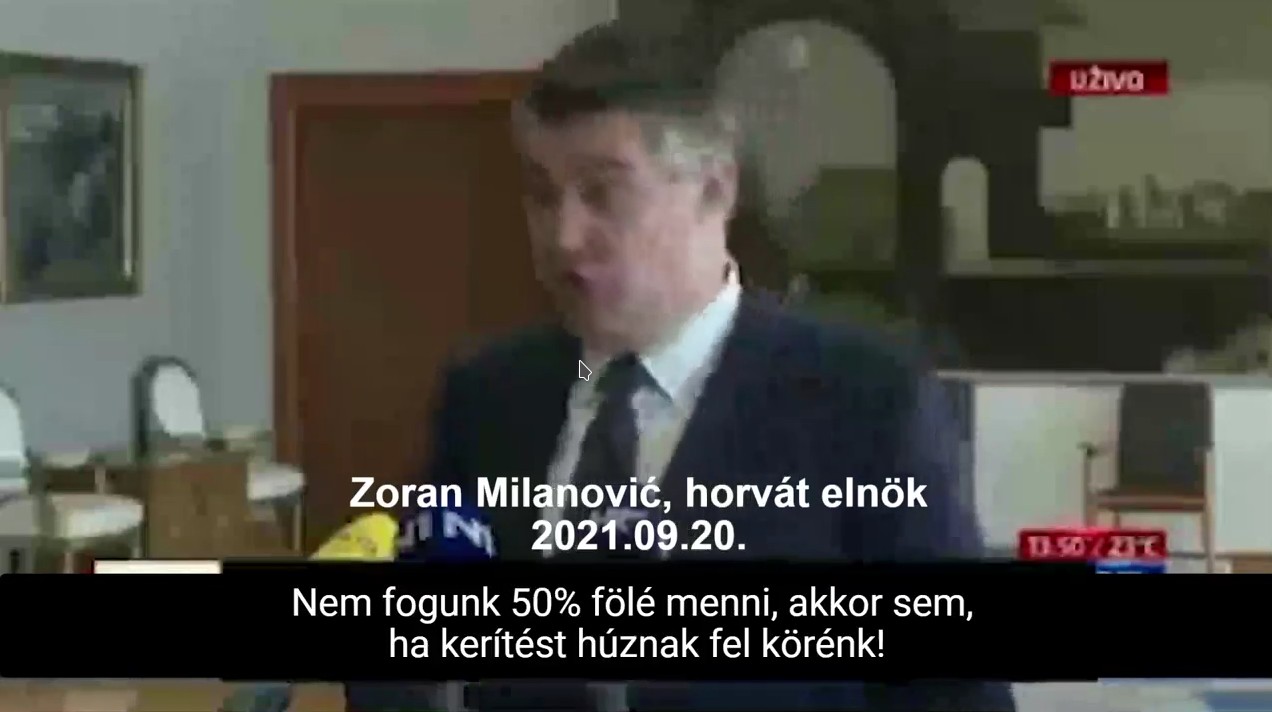 UŽIVO
Zoran Milanović, horvát elnök
2021.09.20.
13:50 / 23°C
Nem fogunk 50% fölé menni, akkor sem,
ha kerítést húznak fel körénk!